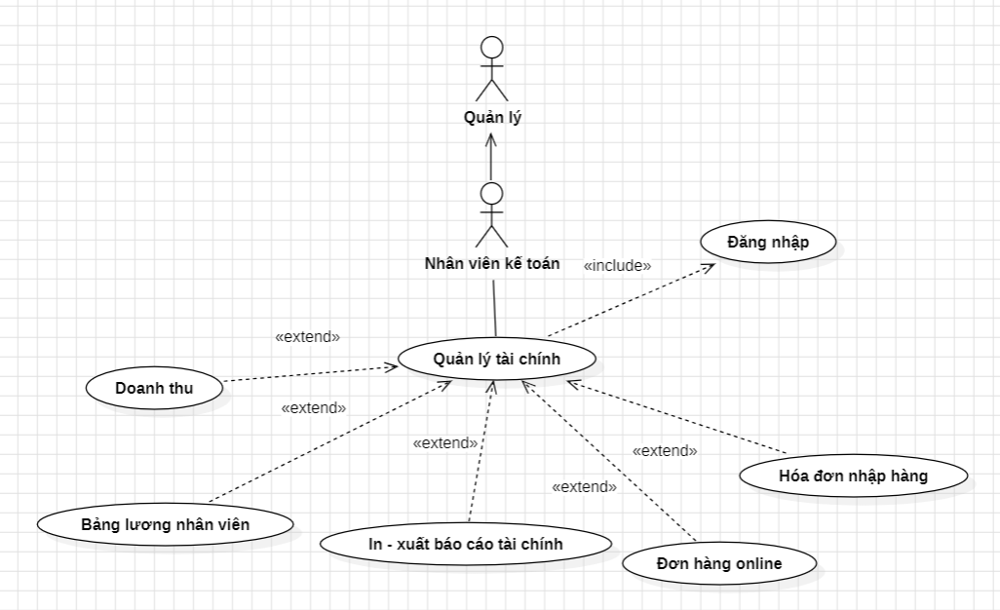 Quản lý
Nhân viên kế toán
Đăng nhập
«include»
«extend»
Quản lý tài chính
Doanh thu
«extend»
«extend»
«extend»
«extend»
Hóa đơn nhập hàng
Bảng lương nhân viên
In - xuất báo cáo tài chính
Đơn hàng online